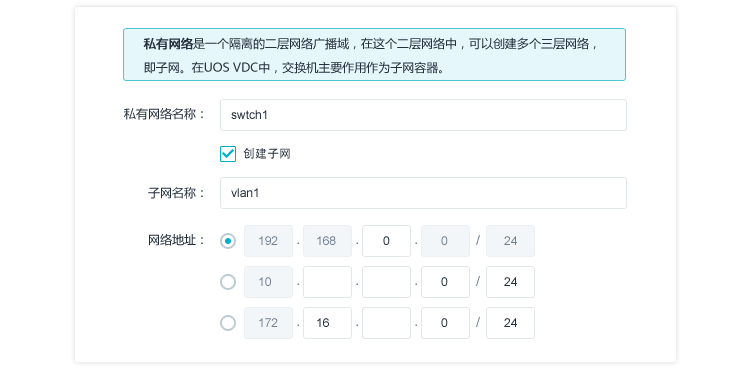 私有网络是一个隔离的二层网络广播域，在这个二层网络中，可以创建多个三层网络，
即子网。在UOS VDC中，交换机主要作用作为子网容器。
私有网络名称： swtch1
创建子网
子网名称： vlan1
网络地址： 192 . 168 . 0 . 0 / 24
10 . . . 0 / 24
172 . 16 . . 0 / 24